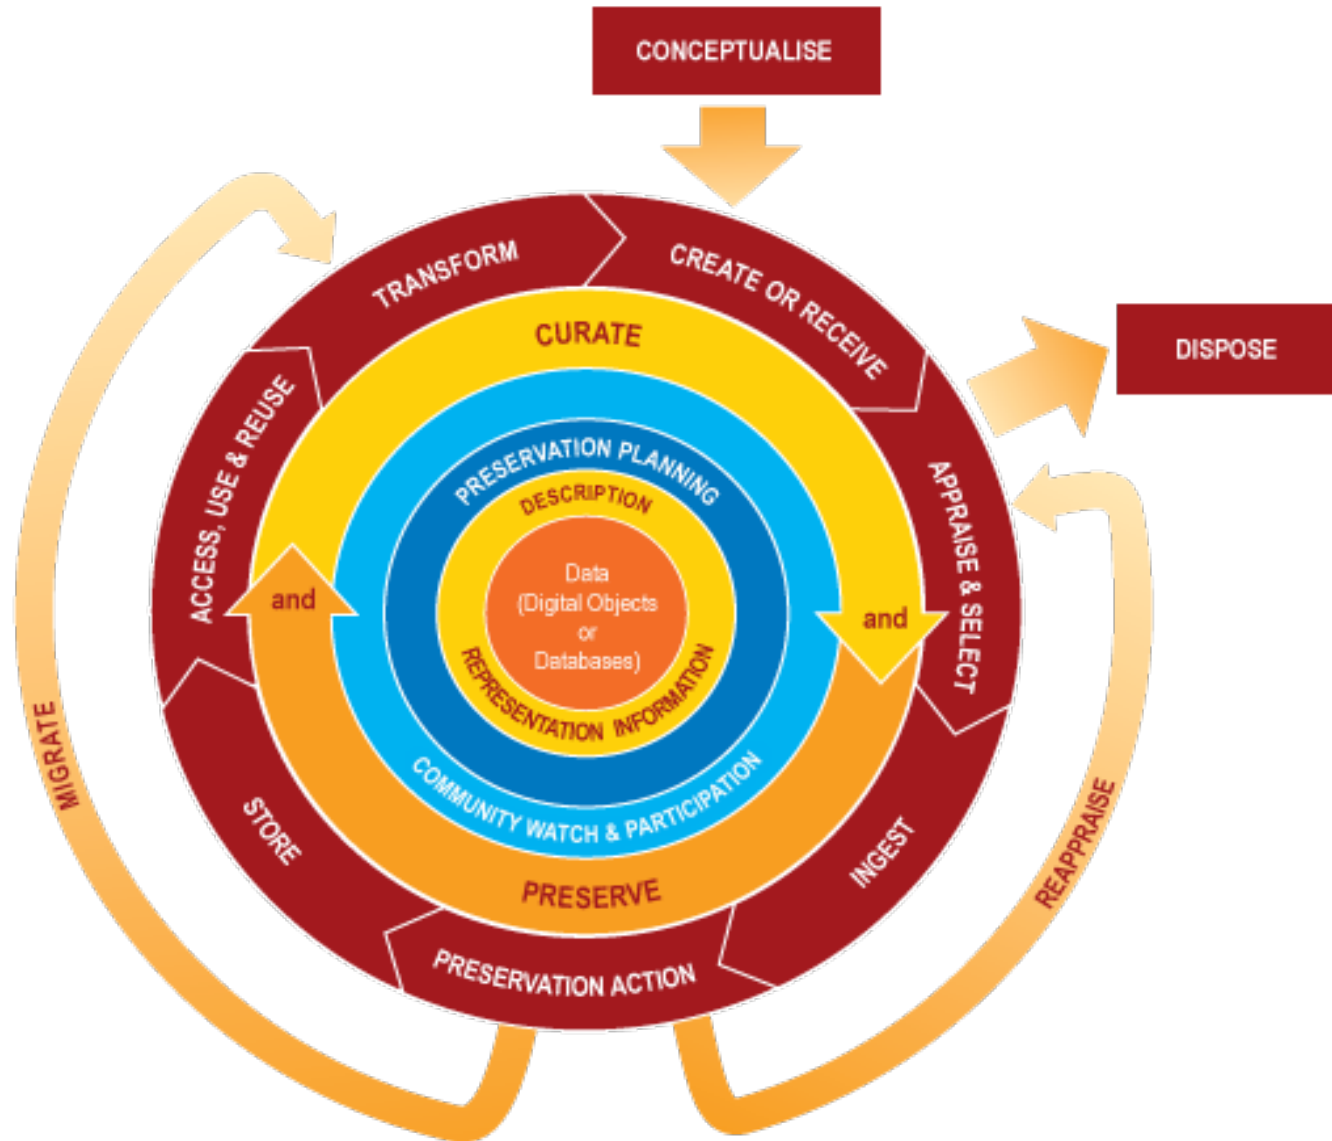 CONCEPTUALISE
TRANSFORM
CREATE OR RECEIVE
DISPOSE
CURATE
ACCESS, USE & REUSE
APPRAISE & SELECT
PRESERVATION PLANNING
DESCRIPTION
Data
(Digital Objects
or
Databases)
and
and
REPRESENTATION INFORMATION
COMMUNITY WATCH & PARTICIPATION
MIGRATE
STORE
INGEST
REAPPRAISE
PRESERVE
PRESERVATION ACTION